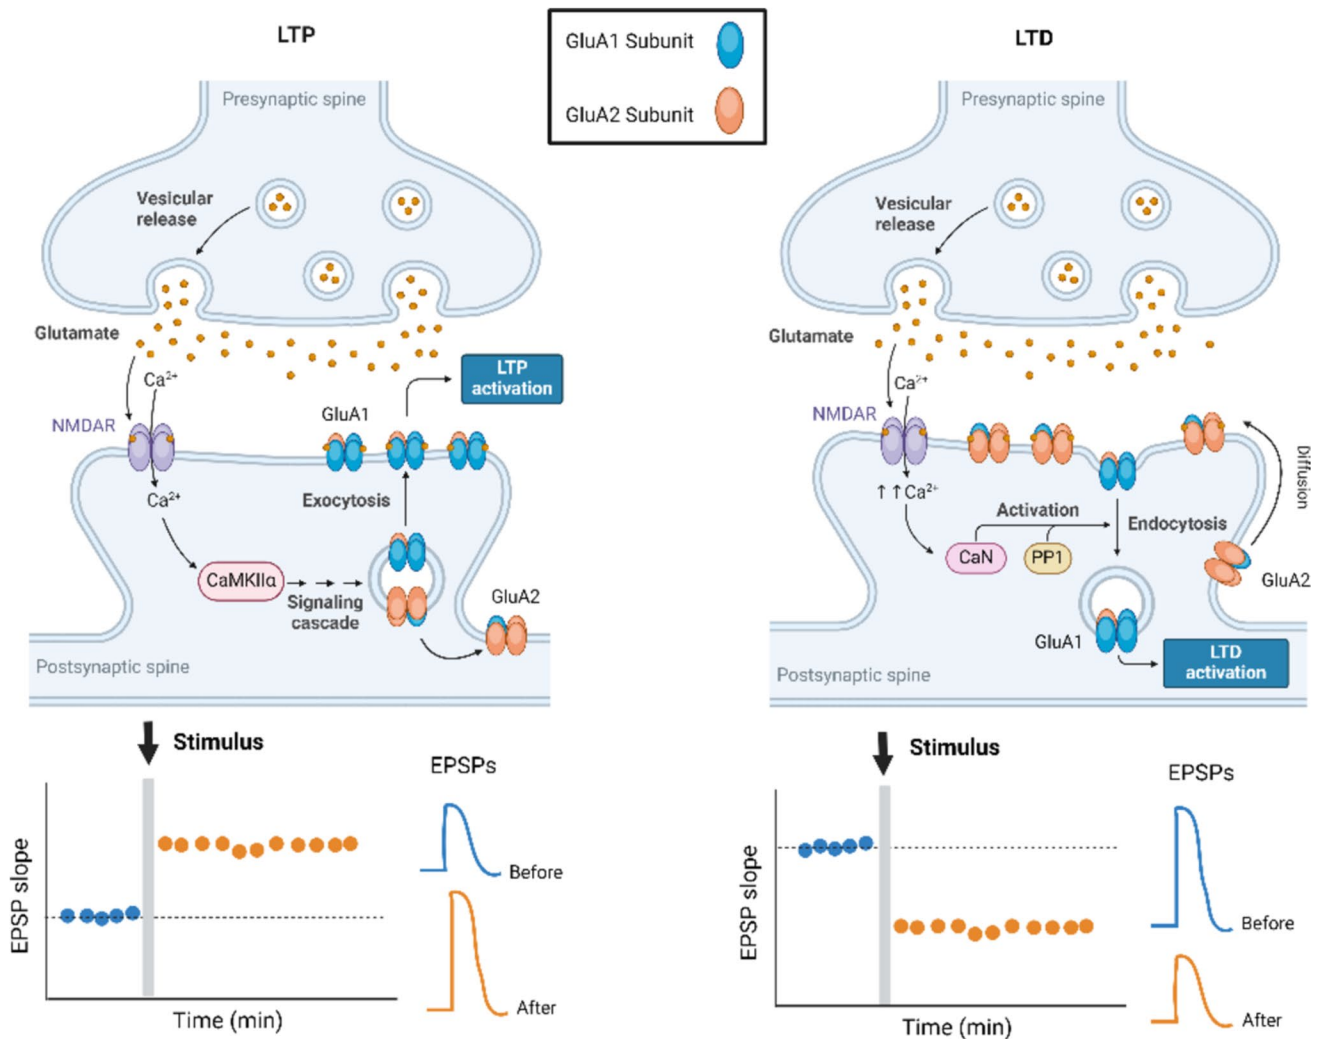 LTP
GluA1 Subunit
GluA2 Subunit
LTD
Presynaptic spine
Vesicular
release
Glutamate
Ca²⁺
NMDAR
GluA1
LTP
activation
Ca²⁺
Exocytosis
CaMKIIα
Signaling
cascade
GluA2
Postsynaptic spine
Presynaptic spine
Vesicular
release
Glutamate
Ca²⁺
NMDAR
↑ ↑ Ca²⁺
Activation
CaN
PP1
Endocytosis
Diffusion
GluA2
GluA1
LTD
activation
Postsynaptic spine
Stimulus
EPSPs
EPSP slope
Before
After
Time (min)
Stimulus
EPSPs
EPSP slope
Before
After
Time (min)